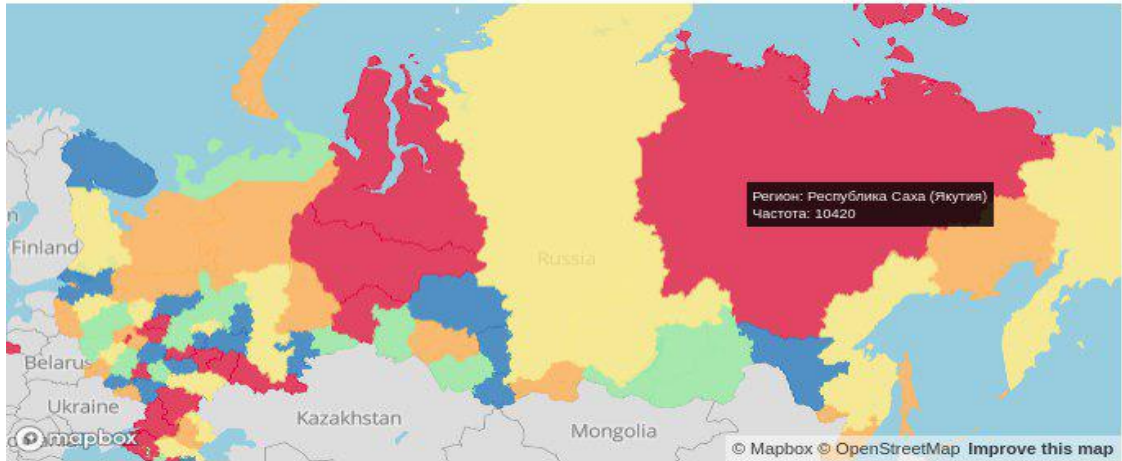 Регион: Республика Саха (Якутия)
Частота: 10420
Finland
Russia
Belarus
Ukraine
Kazakhstan
Mongolia
mapbox
© Mapbox © OpenStreetMap Improve this map